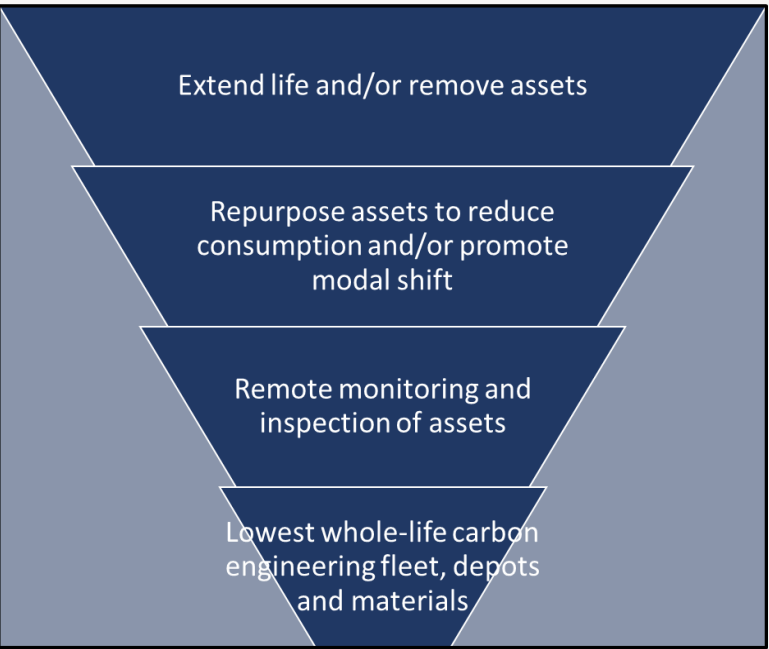 Extend life and/or remove assets
Repurpose assets to reduce
consumption and/or promote
modal shift
Remote monitoring and
inspection of assets
Lowest whole-life carbon
engineering fleet, depots
and materials